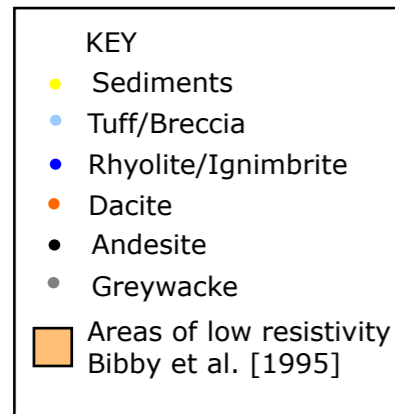 KEY
Sediments
Tuff/Breccia
Rhyolite/Ignimbrite
Dacite
Andesite
Greywacke
Areas of low resistivity
Bibby et al. [1995]